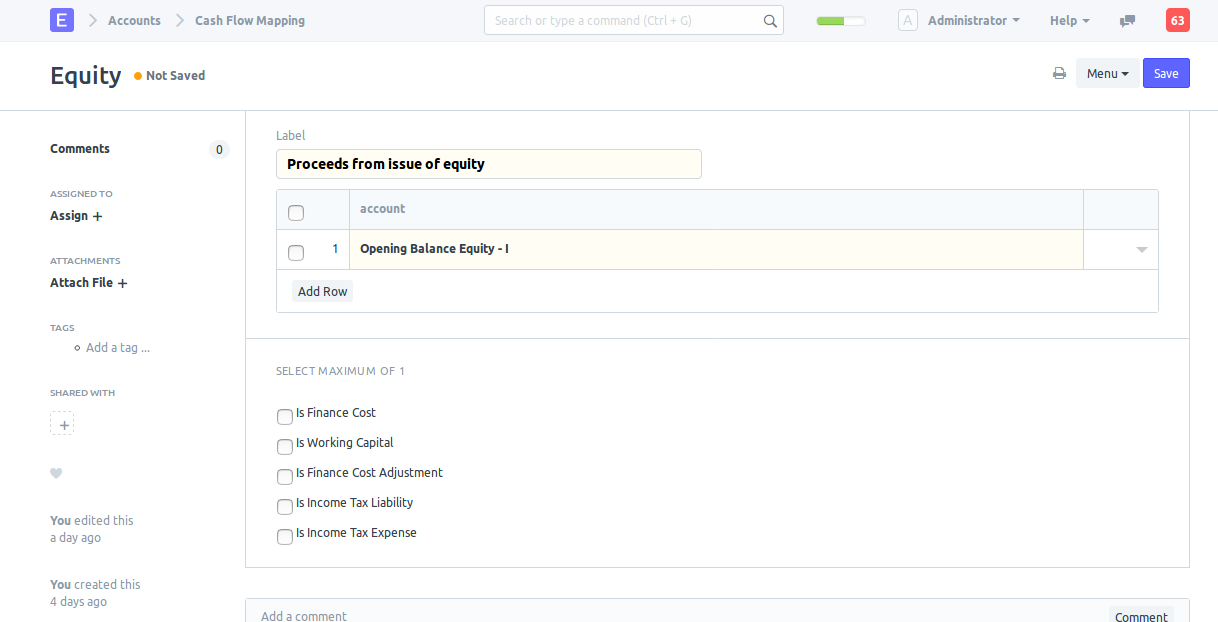 E Accounts Cash Flow Mapping Search or type a command (Ctrl + G) A Administrator Help 63
Equity Not Saved Menu Save
Comments 0
ASSIGNED TO
Assign +
ATTACHMENTS
Attach File +
TAGS
Add a tag ...
SHARED WITH
+
You edited this
a day ago
You created this
4 days ago
Label
Proceeds from issue of equity
account
1 Opening Balance Equity - I
Add Row
SELECT MAXIMUM OF 1
Is Finance Cost
Is Working Capital
Is Finance Cost Adjustment
Is Income Tax Liability
Is Income Tax Expense
Add a comment Comment